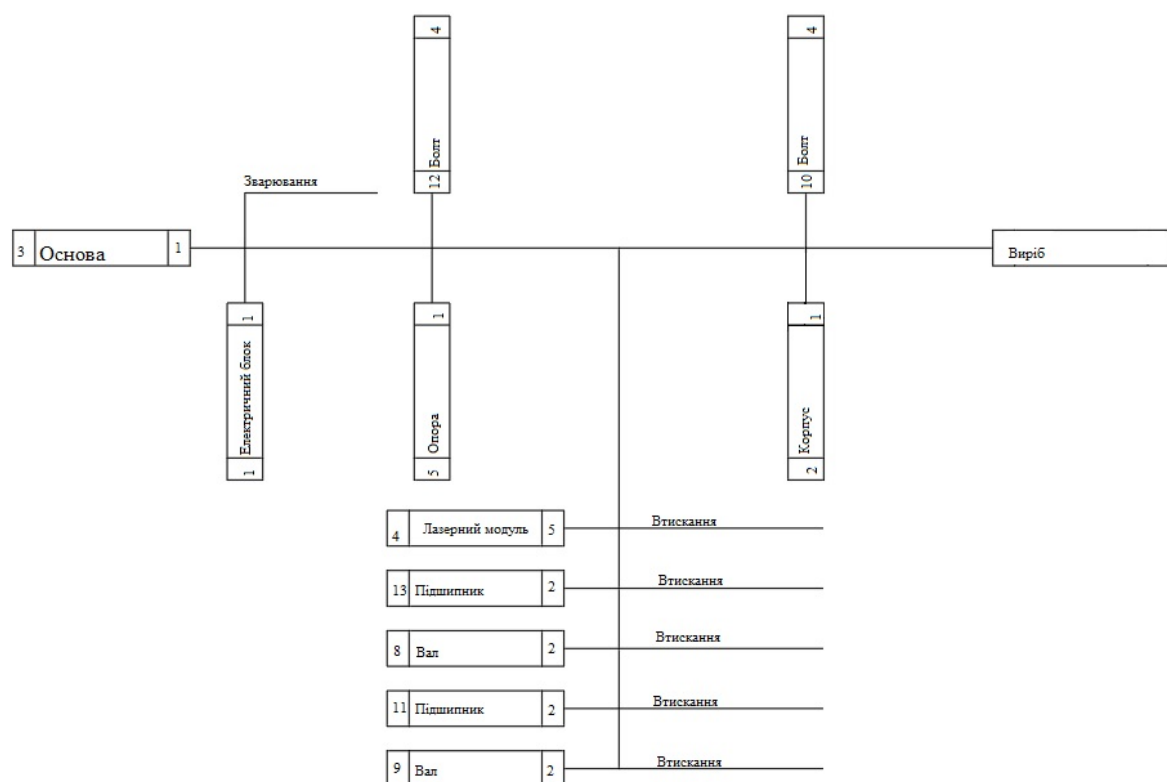 4
Болт
12
4
Болт
10
Зварювання
3 Основа 1
Виріб
1
Електричний блок
1
1
Опора
5
1
Корпус
2
4 Лазерний модуль 5 Втискання
13 Підшипник 2 Втискання
8 Вал 2 Втискання
11 Підшипник 2 Втискання
9 Вал 2 Втискання